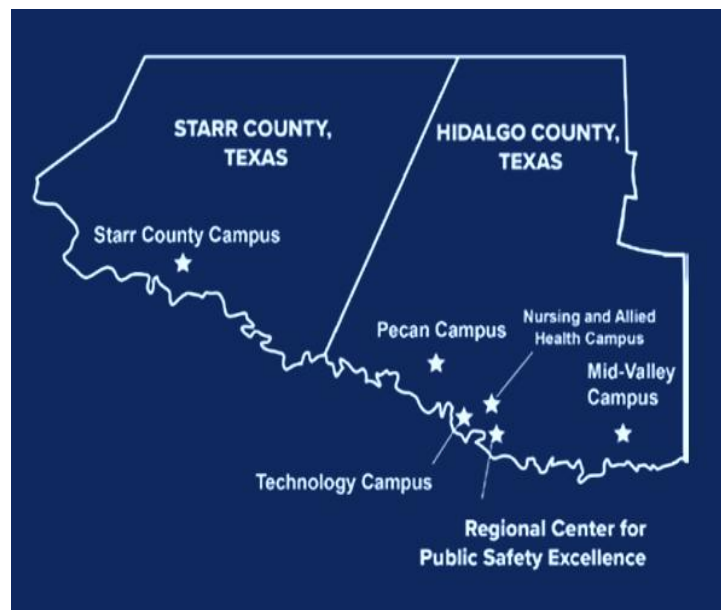 STARR COUNTY,
TEXAS
HIDALGO COUNTY,
TEXAS
Starr County Campus
Pecan Campus
Nursing and Allied
Health Campus
Mid-Valley
Campus
Technology Campus
Regional Center for
Public Safety Excellence